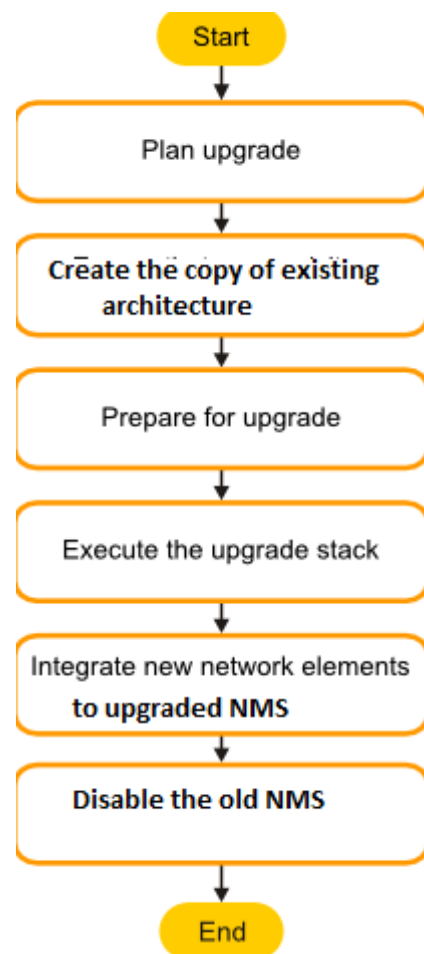 Start
Plan upgrade
Create the copy of existing
architecture
Prepare for upgrade
Execute the upgrade stack
Integrate new network elements
to upgraded NMS
Disable the old NMS
End